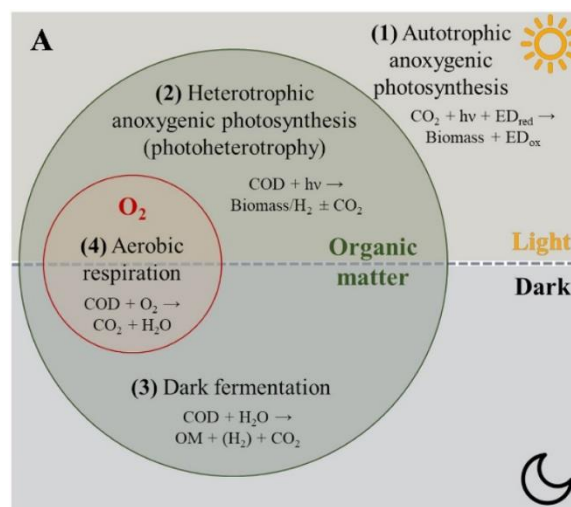 A
(1) Autotrophic
anoxygenic
photosynthesis
CO₂ + hν + ED_red →
Biomass + ED_ox
(2) Heterotrophic
anoxygenic photosynthesis
(photoheterotrophy)
COD + hν →
Biomass/H₂ ± CO₂
O₂
(4) Aerobic
respiration
COD + O₂ →
CO₂ + H₂O
Organic
matter
Light
Dark
(3) Dark fermentation
COD + H₂O →
OM + (H₂) + CO₂